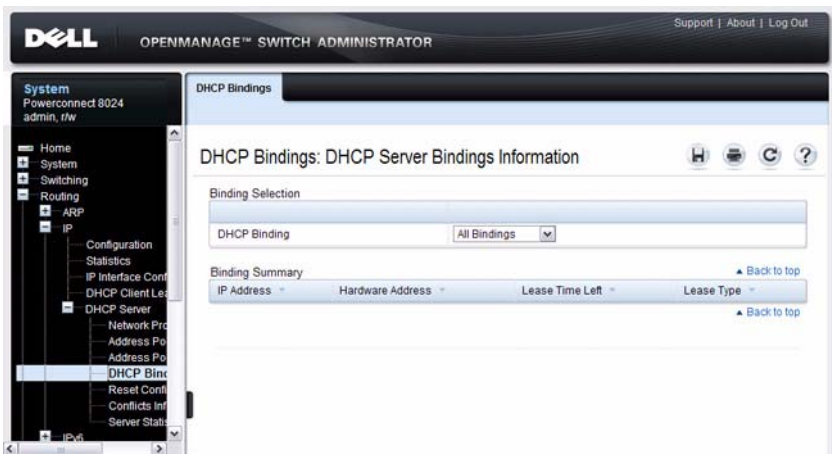 Support | About | Log Out
DELL OPENMANAGE™ SWITCH ADMINISTRATOR
System
Powerconnect 8024
admin, r/w
Home
System
Switching
Routing
ARP
IP
Configuration
Statistics
IP Interface Conf
DHCP Client Lea
DHCP Server
Network Pro
Address Po
Address Po
DHCP Bind
Reset Confi
Conflicts Inf
Server Statis
IPv6
DHCP Bindings
DHCP Bindings: DHCP Server Bindings Information
Binding Selection
DHCP Binding All Bindings
Binding Summary Back to top
IP Address Hardware Address Lease Time Left Lease Type
Back to top